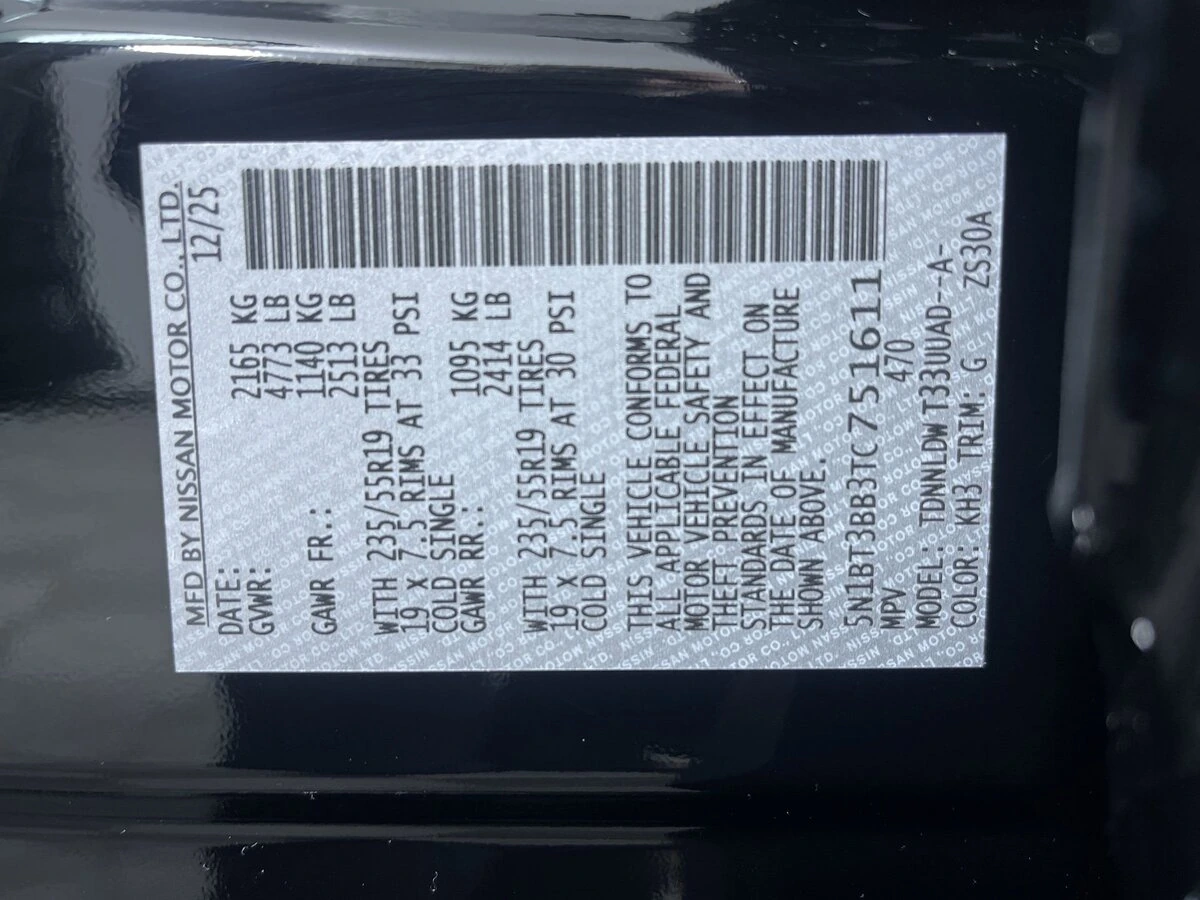 MFD BY NISSAN MOTOR CO., LTD.
DATE: 12/25
GVWR: 2165 KG
4773 LB
GAWR FR.: 1140 KG
2513 LB
WITH 235/55R19 TIRES
19 X 7.5 RIMS AT 33 PSI
COLD SINGLE
GAWR RR.: 1095 KG
2414 LB
WITH 235/55R19 TIRES
19 X 7.5 RIMS AT 30 PSI
COLD SINGLE
THIS VEHICLE CONFORMS TO
ALL APPLICABLE FEDERAL
MOTOR VEHICLE SAFETY AND
THEFT PREVENTION
STANDARDS IN EFFECT ON
THE DATE OF MANUFACTURE
SHOWN ABOVE.
5N1BT3BB3TC751611
MPV 470
MODEL: TDNNLDWT33UUAD--A-
COLOR: KH3 TRIM: G ZS30A